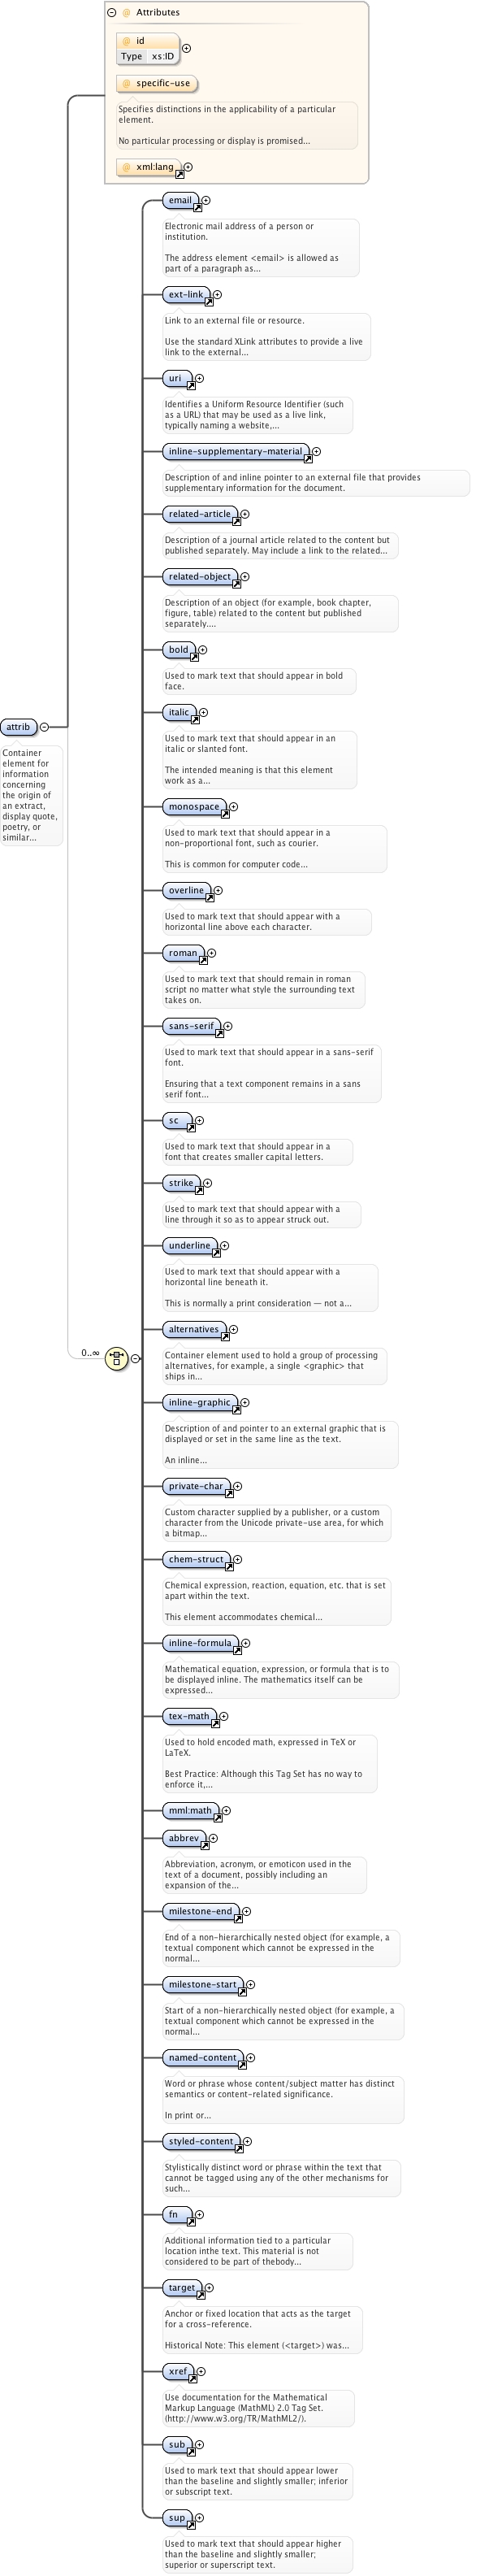 @ Attributes
@ id
Type xs:ID
@ specific-use
Specifies distinctions in the applicability of a particular
element.
No particular processing or display is promised...
@ xml:lang
email
Electronic mail address of a person or
institution.
The address element <email> is allowed as
part of a paragraph as...
ext-link
Link to an external file or resource.
Use the standard XLink attributes to provide a live
link to the external...
uri
Identifies a Uniform Resource Identifier (such
as a URL) that may be used as a live link,
typically naming a website,...
inline-supplementary-material
Description of and inline pointer to an external file that provides
supplementary information for the document.
related-article
Description of a journal article related to the content but
published separately. May include a link to the related...
related-object
Description of an object (for example, book chapter,
figure, table) related to the content but published
separately....
bold
Used to mark text that should appear in bold
face.
italic
attrib
Container
element for
information
concerning
the origin of
an extract,
display quote,
poetry, or
similar...
Used to mark text that should appear in an
italic or slanted font.
The intended meaning is that this element
work as a...
monospace
Used to mark text that should appear in a
non-proportional font, such as courier.
This is common for computer code...
overline
Used to mark text that should appear with a
horizontal line above each character.
roman
Used to mark text that should remain in roman
script no matter what style the surrounding text
takes on.
sans-serif
Used to mark text that should appear in a sans-serif
font.
Ensuring that a text component remains in a sans
serif font...
sc
Used to mark text that should appear in a
font that creates smaller capital letters.
strike
Used to mark text that should appear with a
line through it so as to appear struck out.
underline
Used to mark text that should appear with a
horizontal line beneath it.
This is normally a print consideration — not a...
alternatives
0..∞
Container element used to hold a group of processing
alternatives, for example, a single <graphic> that
ships in...
inline-graphic
Description of and pointer to an external graphic that is
displayed or set in the same line as the text.
An inline...
private-char
Custom character supplied by a publisher, or a custom
character from the Unicode private-use area, for which
a bitmap...
chem-struct
Chemical expression, reaction, equation, etc. that is set
apart within the text.
This element accommodates chemical...
inline-formula
Mathematical equation, expression, or formula that is to
be displayed inline. The mathematics itself can be
expressed...
tex-math
Used to hold encoded math, expressed in TeX or
LaTeX.
Best Practice: Although this Tag Set has no way to
enforce it,...
mml:math
abbrev
Abbreviation, acronym, or emoticon used in the
text of a document, possibly including an
expansion of the...
milestone-end
End of a non-hierarchically nested object (for example, a
textual component which cannot be expressed in the
normal...
milestone-start
Start of a non-hierarchically nested object (for example, a
textual component which cannot be expressed in the
normal...
named-content
Word or phrase whose content/subject matter has distinct
semantics or content-related significance.
In print or...
styled-content
Stylistically distinct word or phrase within the text that
cannot be tagged using any of the other mechanisms for
such...
fn
Additional information tied to a particular
location inthe text. This material is not
considered to be part of thebody...
target
Anchor or fixed location that acts as the target
for a cross-reference.
Historical Note: This element (<target>) was...
xref
Use documentation for the Mathematical
Markup Language (MathML) 2.0 Tag Set.
(http://www.w3.org/TR/MathML2/).
sub
Used to mark text that should appear lower
than the baseline and slightly smaller; inferior
or subscript text.
sup
Used to mark text that should appear higher
than the baseline and slightly smaller;
superior or superscript text.